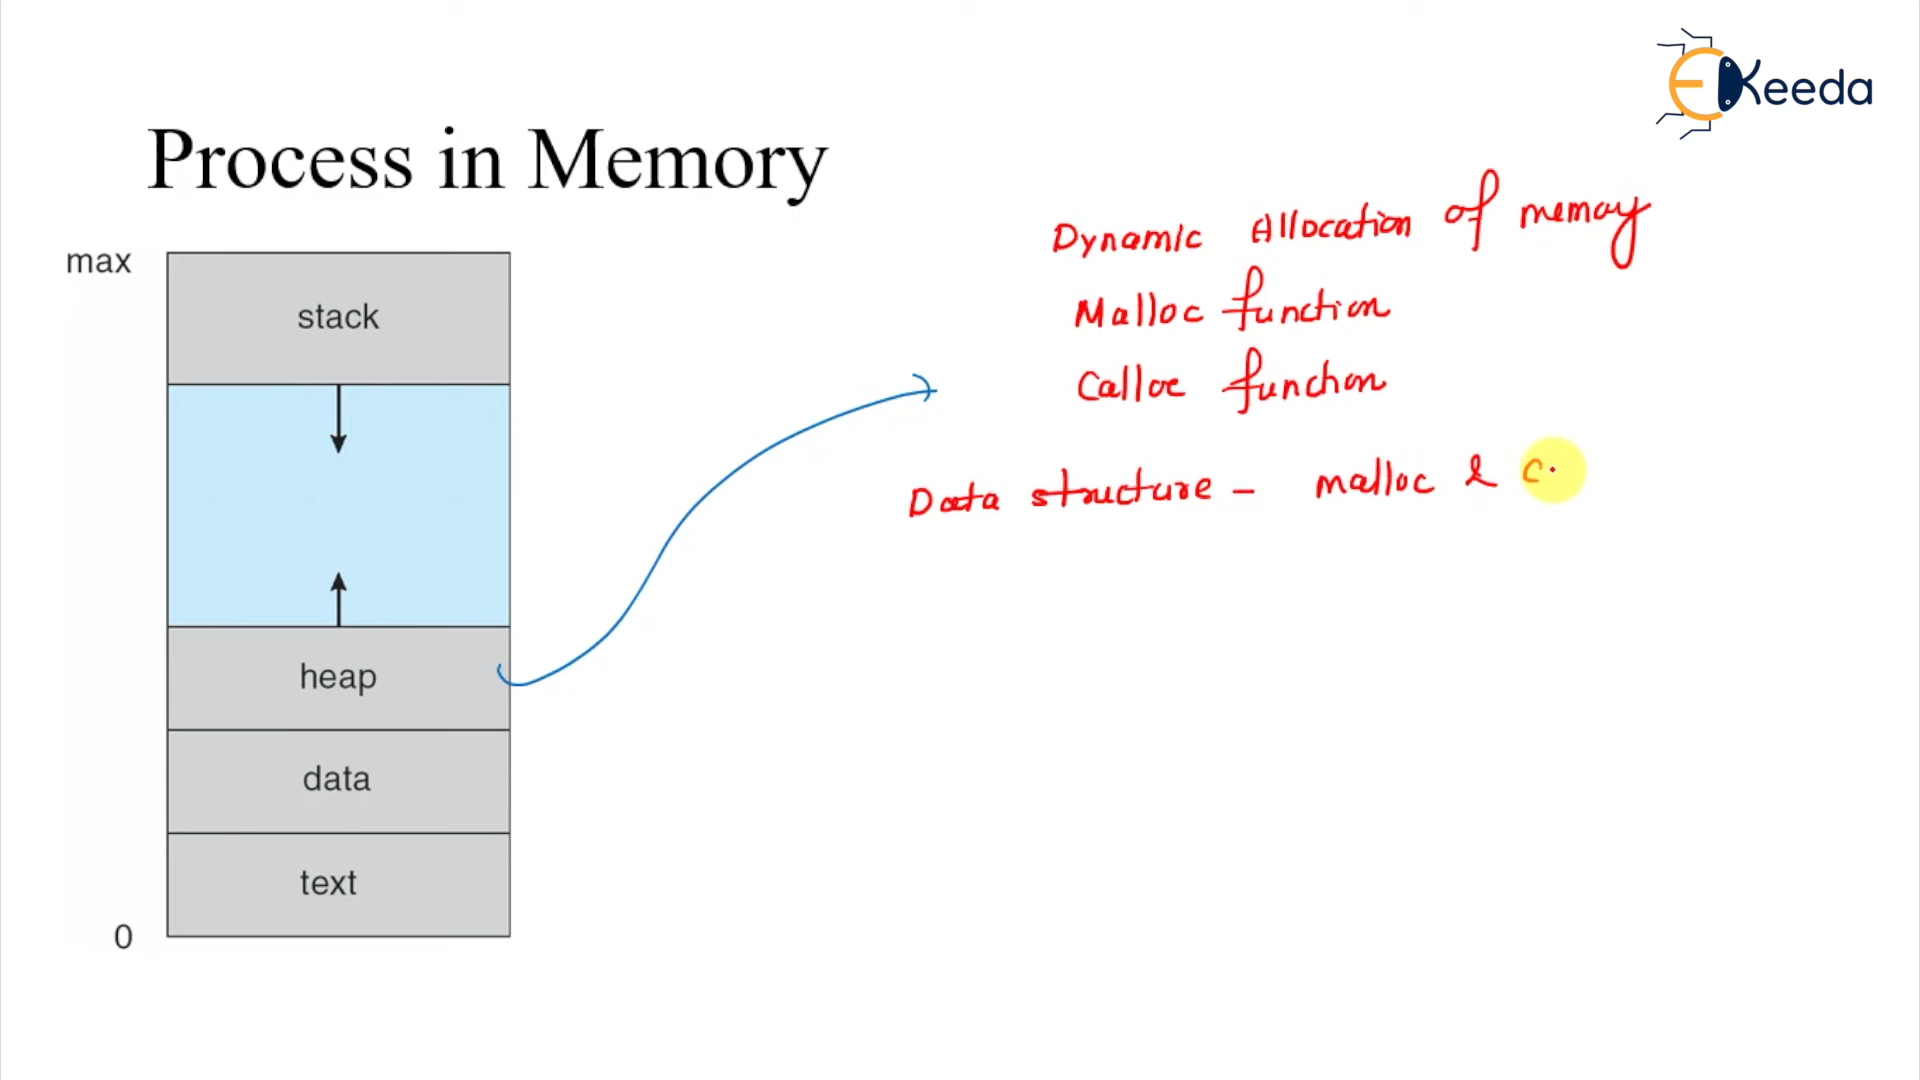 EKeeda
Process in Memory
max
stack
heap
data
text
0
Dynamic Allocation of memory
Malloc function
Calloc function
Data structure - malloc & c